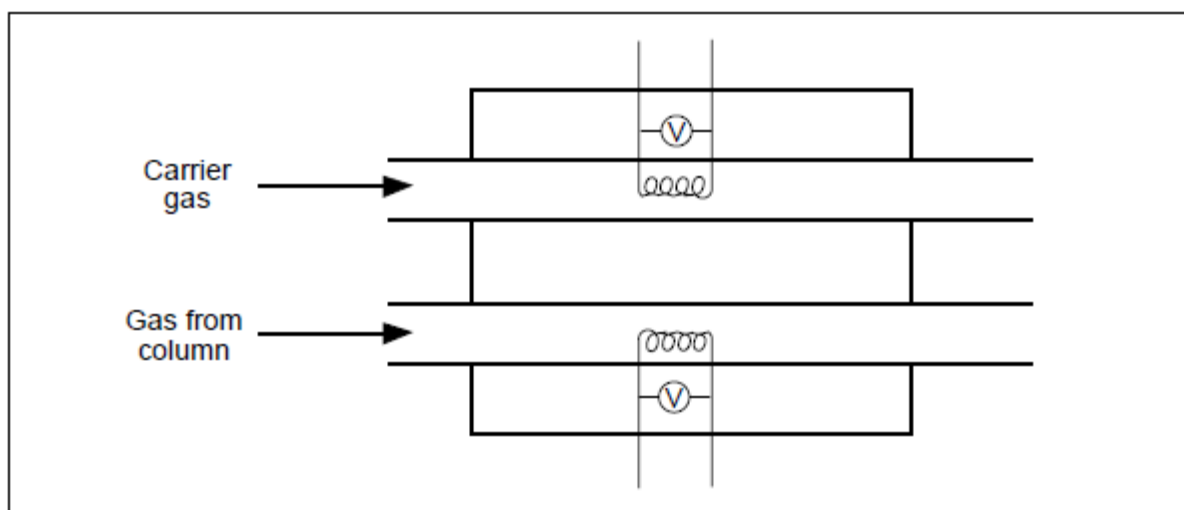 V
Carrier
gas
Gas from
column
V